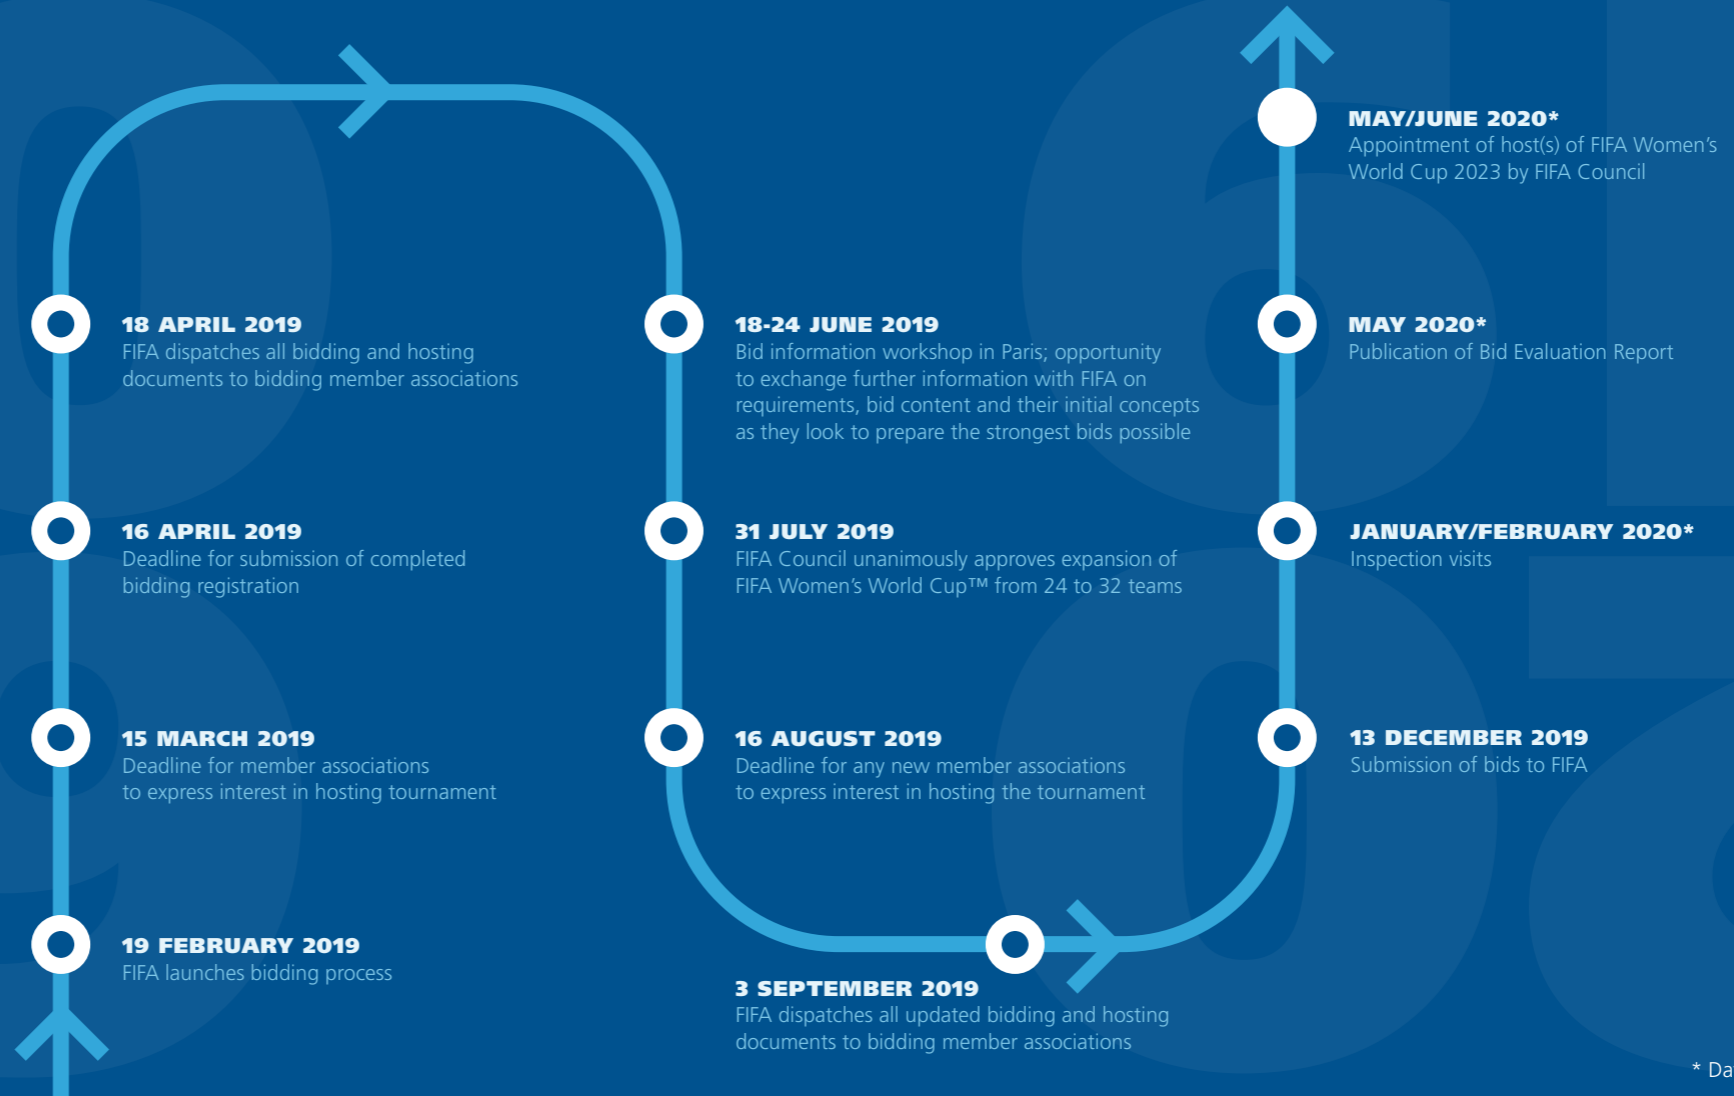 19 FEBRUARY 2019
FIFA launches bidding process
15 MARCH 2019
Deadline for member associations
to express interest in hosting tournament
16 APRIL 2019
Deadline for submission of completed
bidding registration
18 APRIL 2019
FIFA dispatches all bidding and hosting
documents to bidding member associations
18-24 JUNE 2019
Bid information workshop in Paris; opportunity
to exchange further information with FIFA on
requirements, bid content and their initial concepts
as they look to prepare the strongest bids possible
31 JULY 2019
FIFA Council unanimously approves expansion of
FIFA Women’s World Cup™ from 24 to 32 teams
16 AUGUST 2019
Deadline for any new member associations
to express interest in hosting the tournament
3 SEPTEMBER 2019
FIFA dispatches all updated bidding and hosting
documents to bidding member associations
13 DECEMBER 2019
Submission of bids to FIFA
JANUARY/FEBRUARY 2020*
Inspection visits
MAY 2020*
Publication of Bid Evaluation Report
MAY/JUNE 2020*
Appointment of host(s) of FIFA Women’s
World Cup 2023 by FIFA Council
*